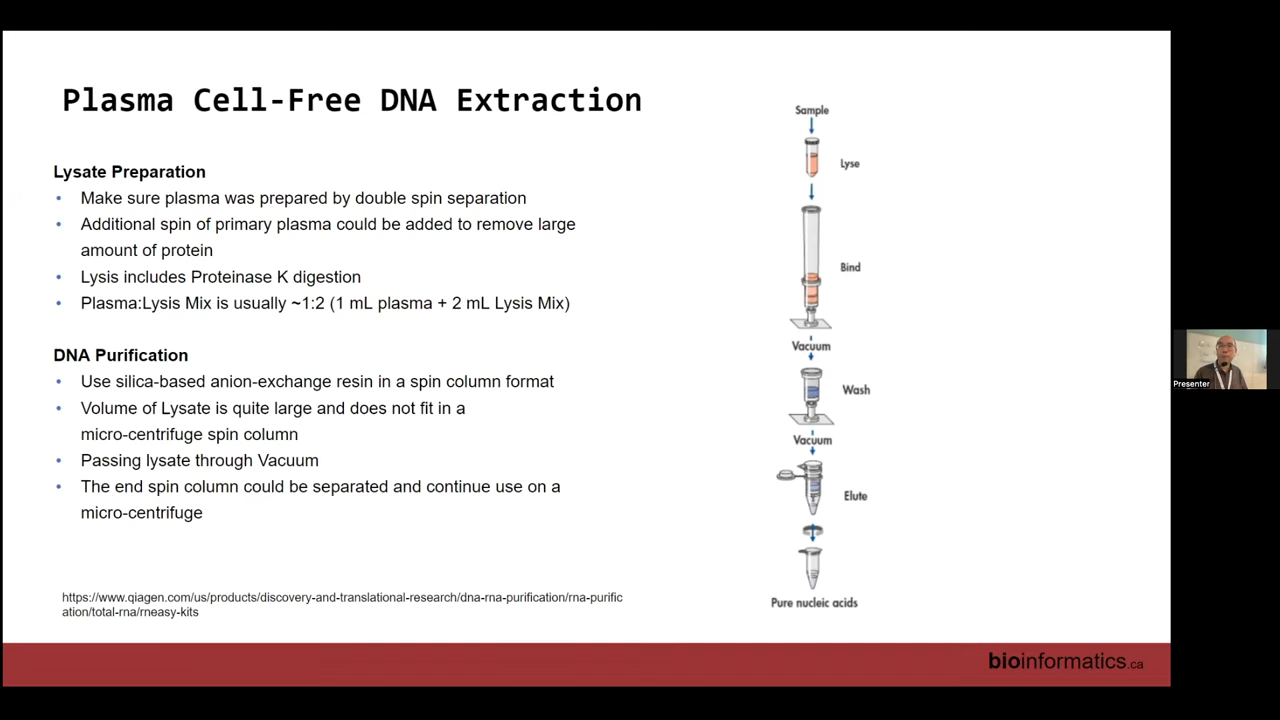 Plasma Cell-Free DNA Extraction
Lysate Preparation
• Make sure plasma was prepared by double spin separation
• Additional spin of primary plasma could be added to remove large
amount of protein
• Lysis includes Proteinase K digestion
• Plasma:Lysis Mix is usually ~1:2 (1 mL plasma + 2 mL Lysis Mix)
DNA Purification
• Use silica-based anion-exchange resin in a spin column format
• Volume of Lysate is quite large and does not fit in a
micro-centrifuge spin column
• Passing lysate through Vacuum
• The end spin column could be separated and continue use on a
micro-centrifuge
https://www.qiagen.com/us/products/discovery-and-translational-research/dna-rna-purification/rna-purific
ation/total-rna/rneasy-kits
Sample
Lyse
Bind
Vacuum
Wash
Vacuum
Elute
Pure nucleic acids
Presenter
bioinformatics.ca